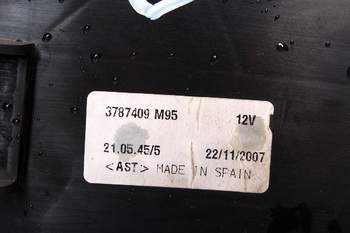 3787409 M95 12V
21.05.45/5 22/11/2007
<AST> MADE IN SPAIN